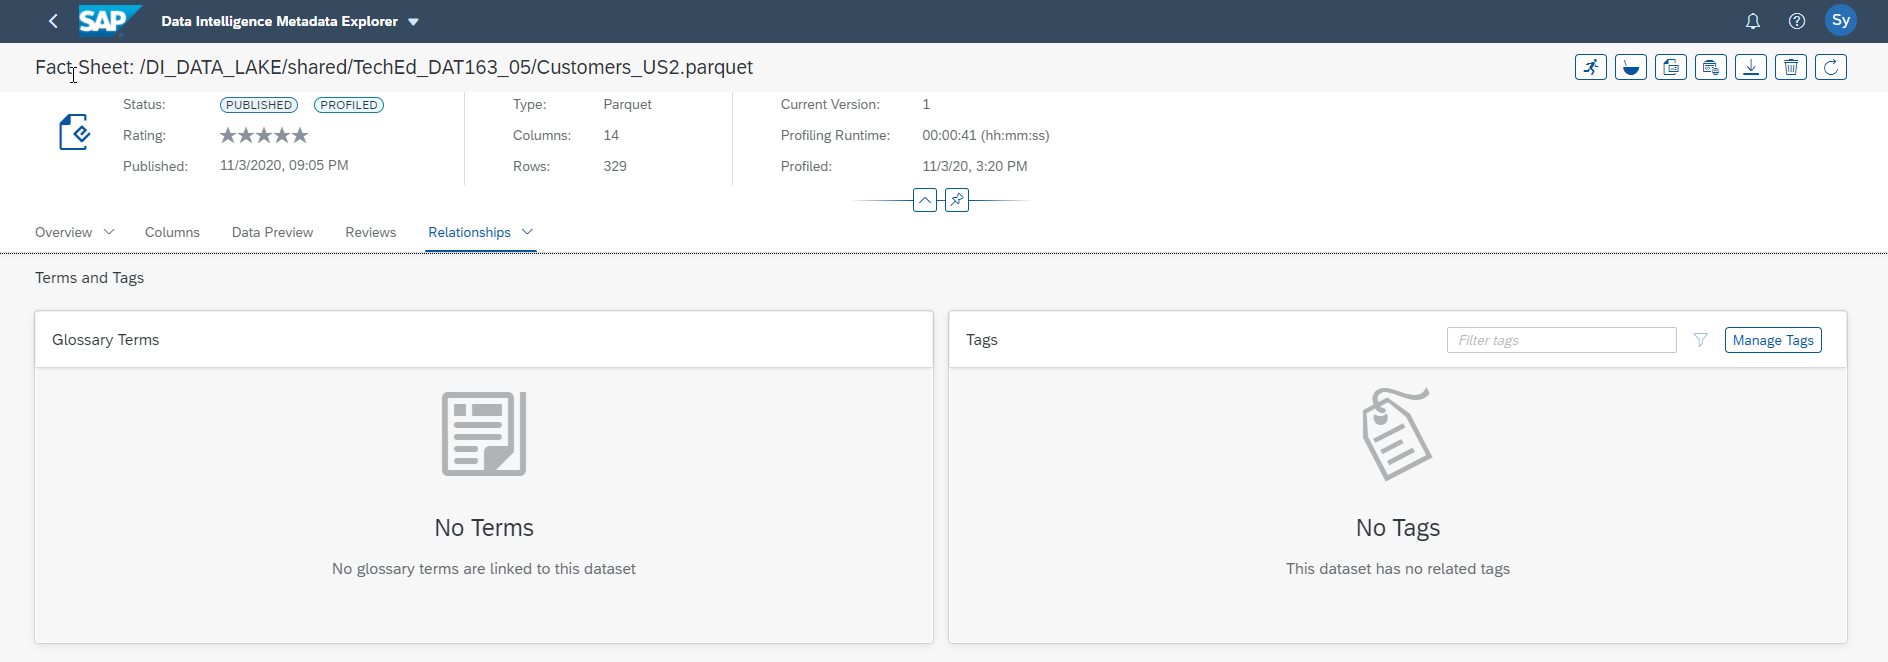 SAP Data Intelligence Metadata Explorer Sy
Fact Sheet: /DI_DATA_LAKE/shared/TechEd_DAT163_05/Customers_US2.parquet
Status: PUBLISHED PROFILED Type: Parquet Current Version: 1
Rating: Columns: 14 Profiling Runtime: 00:00:41 (hh:mm:ss)
Published: 11/3/2020, 09:05 PM Rows: 329 Profiled: 11/3/20, 3:20 PM
Overview Columns Data Preview Reviews Relationships
Terms and Tags
Glossary Terms Tags Filter tags Manage Tags
No Terms No Tags
No glossary terms are linked to this dataset This dataset has no related tags